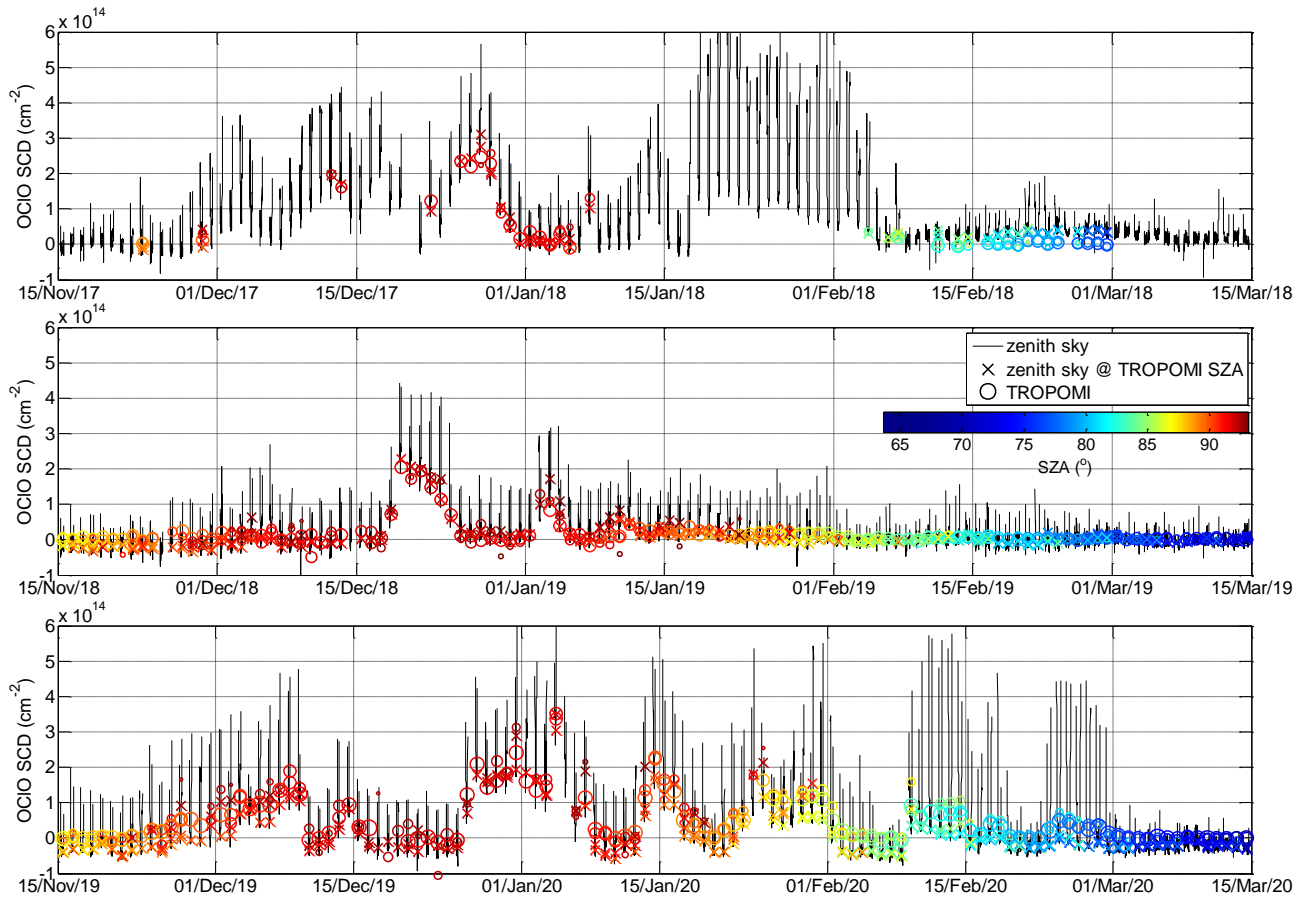 x 10^14
OClO SCD (cm^-2)
6
5
4
3
2
1
0
-1
15/Nov/17 01/Dec/17 15/Dec/17 01/Jan/18 15/Jan/18 01/Feb/18 15/Feb/18 01/Mar/18 15/Mar/18
x 10^14
OClO SCD (cm^-2)
6
5
4
3
2
1
0
-1
zenith sky
zenith sky @ TROPOMI SZA
TROPOMI
65 70 75 80 85 90
SZA (°)
15/Nov/18 01/Dec/18 15/Dec/18 01/Jan/19 15/Jan/19 01/Feb/19 15/Feb/19 01/Mar/19 15/Mar/19
x 10^14
OClO SCD (cm^-2)
6
5
4
3
2
1
0
-1
15/Nov/19 01/Dec/19 15/Dec/19 01/Jan/20 15/Jan/20 01/Feb/20 15/Feb/20 01/Mar/20 15/Mar/20